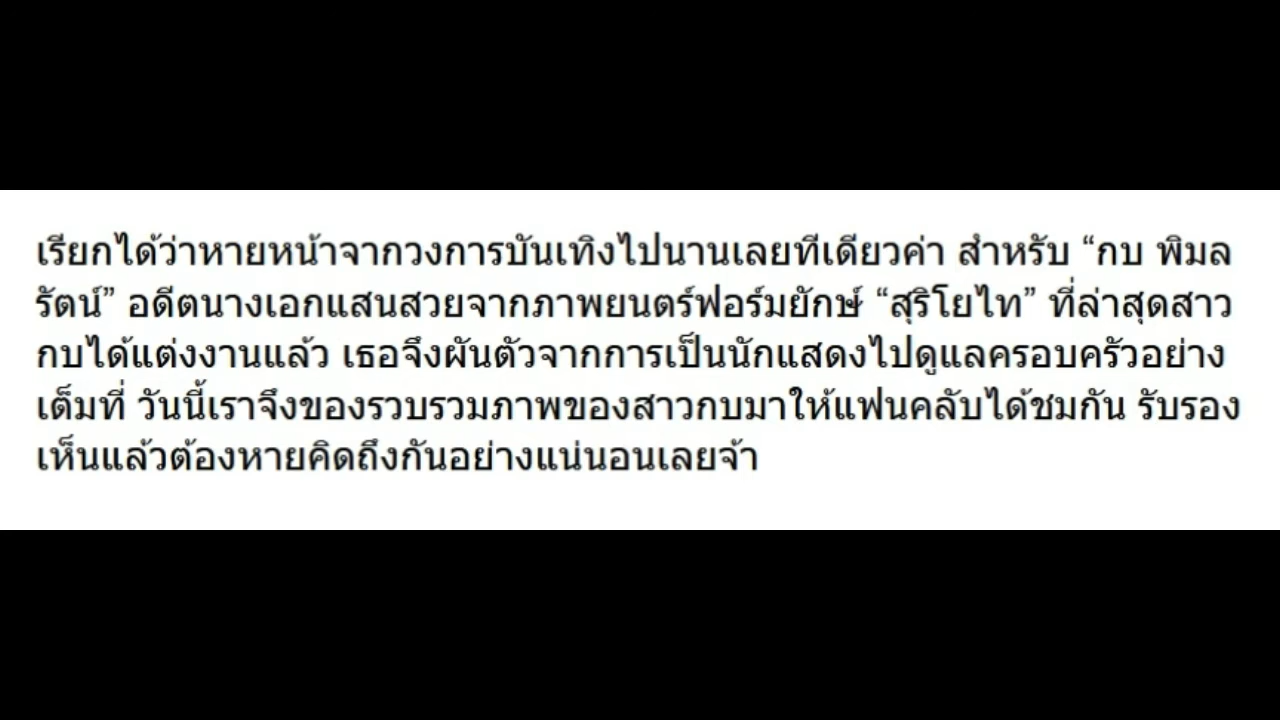 เรียกได้ว่าหายหน้าจากวงการบันเทิงไปนานเลยทีเดียวค่า สำหรับ “กบ พิมล
รัตน์” อดีตนางเอกแสนสวยจากภาพยนตร์ฟอร์มยักษ์ “สุริโยไท” ที่ล่าสุดสาว
กบได้แต่งงานแล้ว เธอจึงผันตัวจากการเป็นนักแสดงไปดูแลครอบครัวอย่าง
เต็มที่ วันนี้เราจึงของรวบรวมภาพของสาวกบมาให้แฟนคลับได้ชมกัน รับรอง
เห็นแล้วต้องหายคิดถึงกันอย่างแน่นอนเลยจ้า